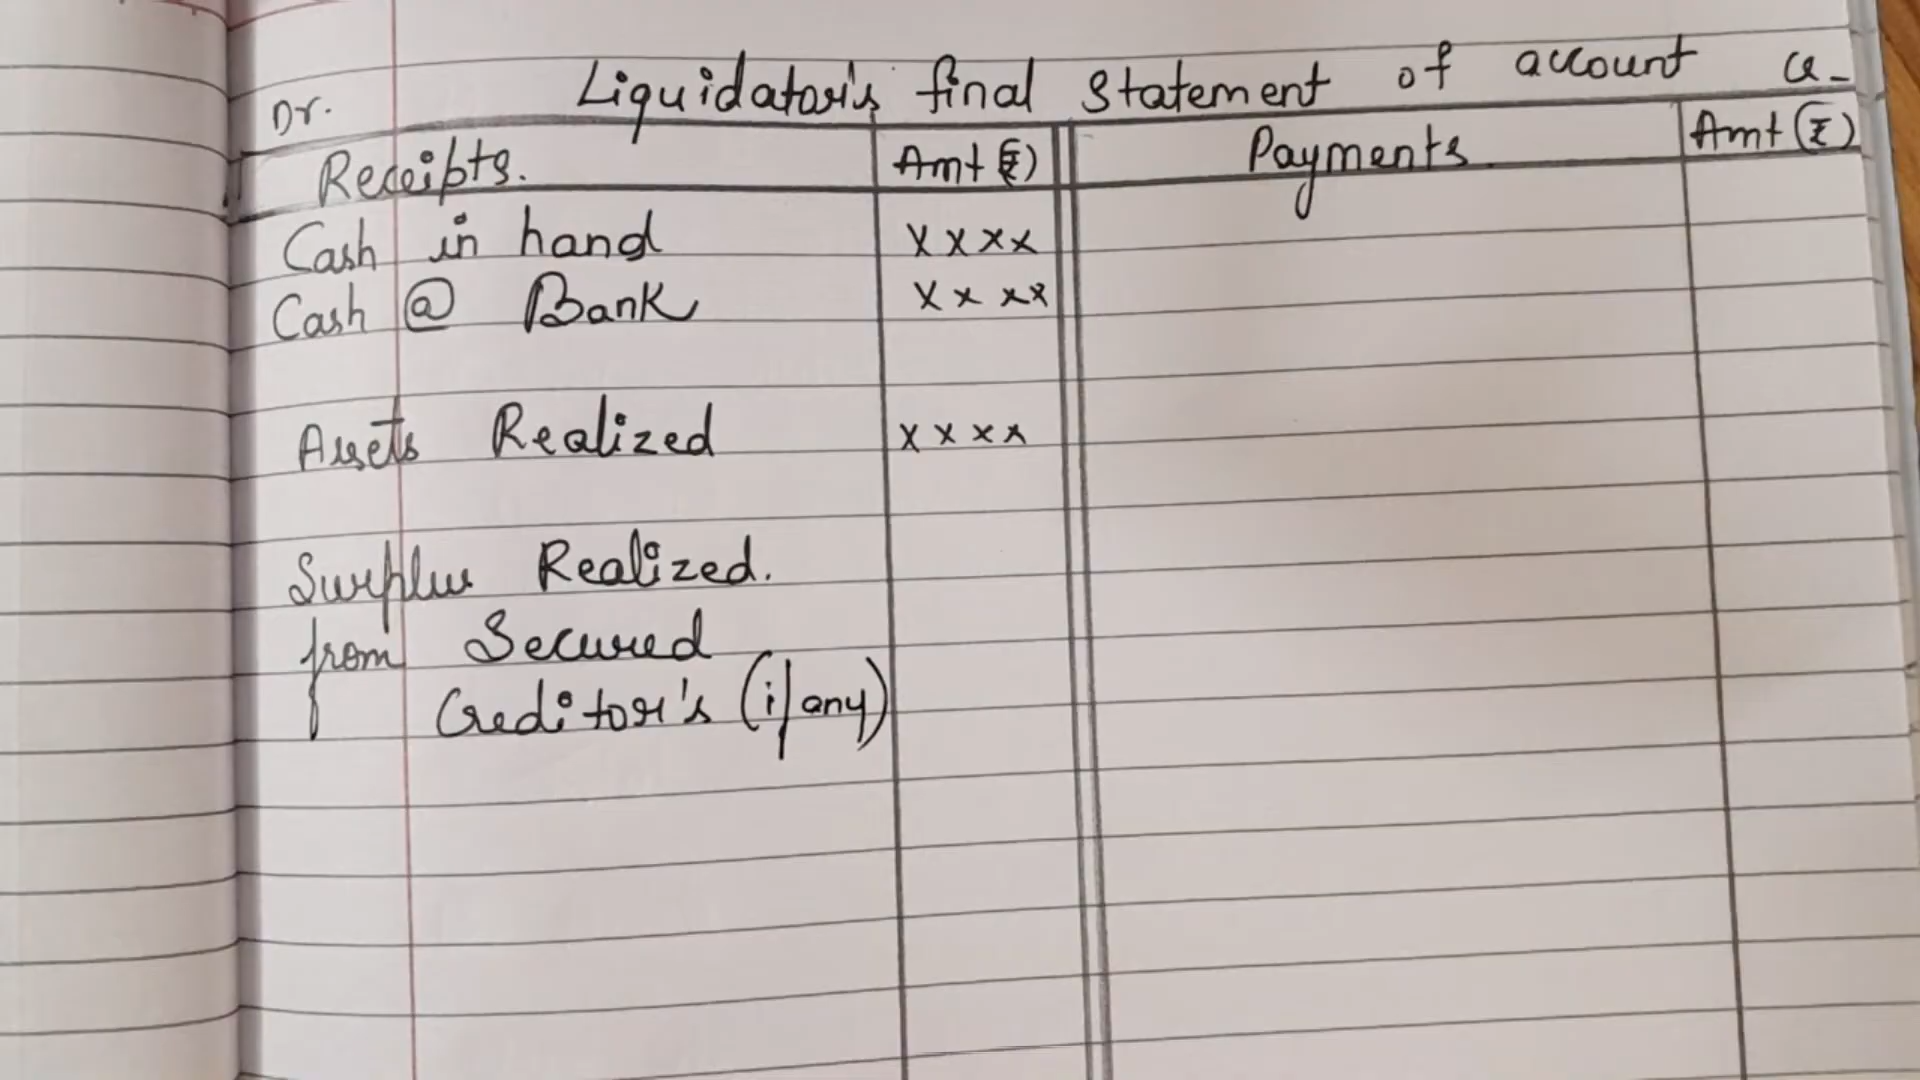 Liquidator's final Statement of account
Dr. Cr
Receipts. Amt (₹) Payments. Amt (₹)
Cash in hand xxxx
Cash @ Bank xxxx
Assets Realized xxxx
Surplus Realized.
from Secured
Creditor's (if any)